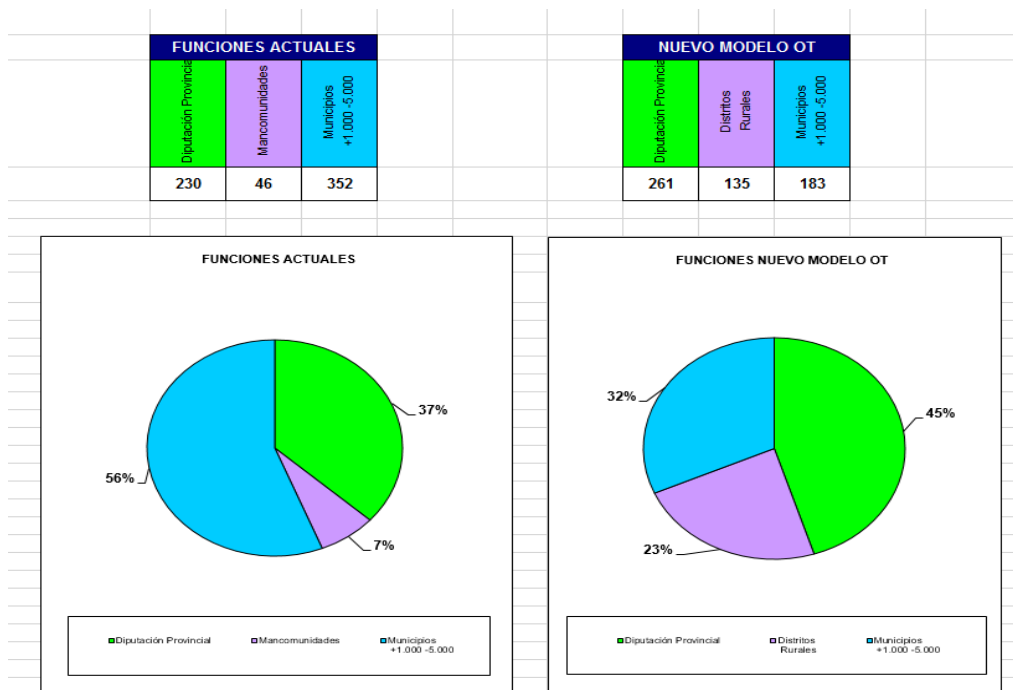 FUNCIONES ACTUALES
Diputación Provincia
Mancomunidades
Municipios
+1.000 -5.000
230 46 352
NUEVO MODELO OT
Diputación Provincia
Distritos
Rurales
Municipios
+1.000 -5.000
261 135 183
FUNCIONES ACTUALES
37%
56%
7%
Diputación Provincial Mancomunidades Municipios
+1.000 -5.000
FUNCIONES NUEVO MODELO OT
32%
45%
23%
Diputación Provincial Distritos Municipios
Rurales +1.000 -5.000